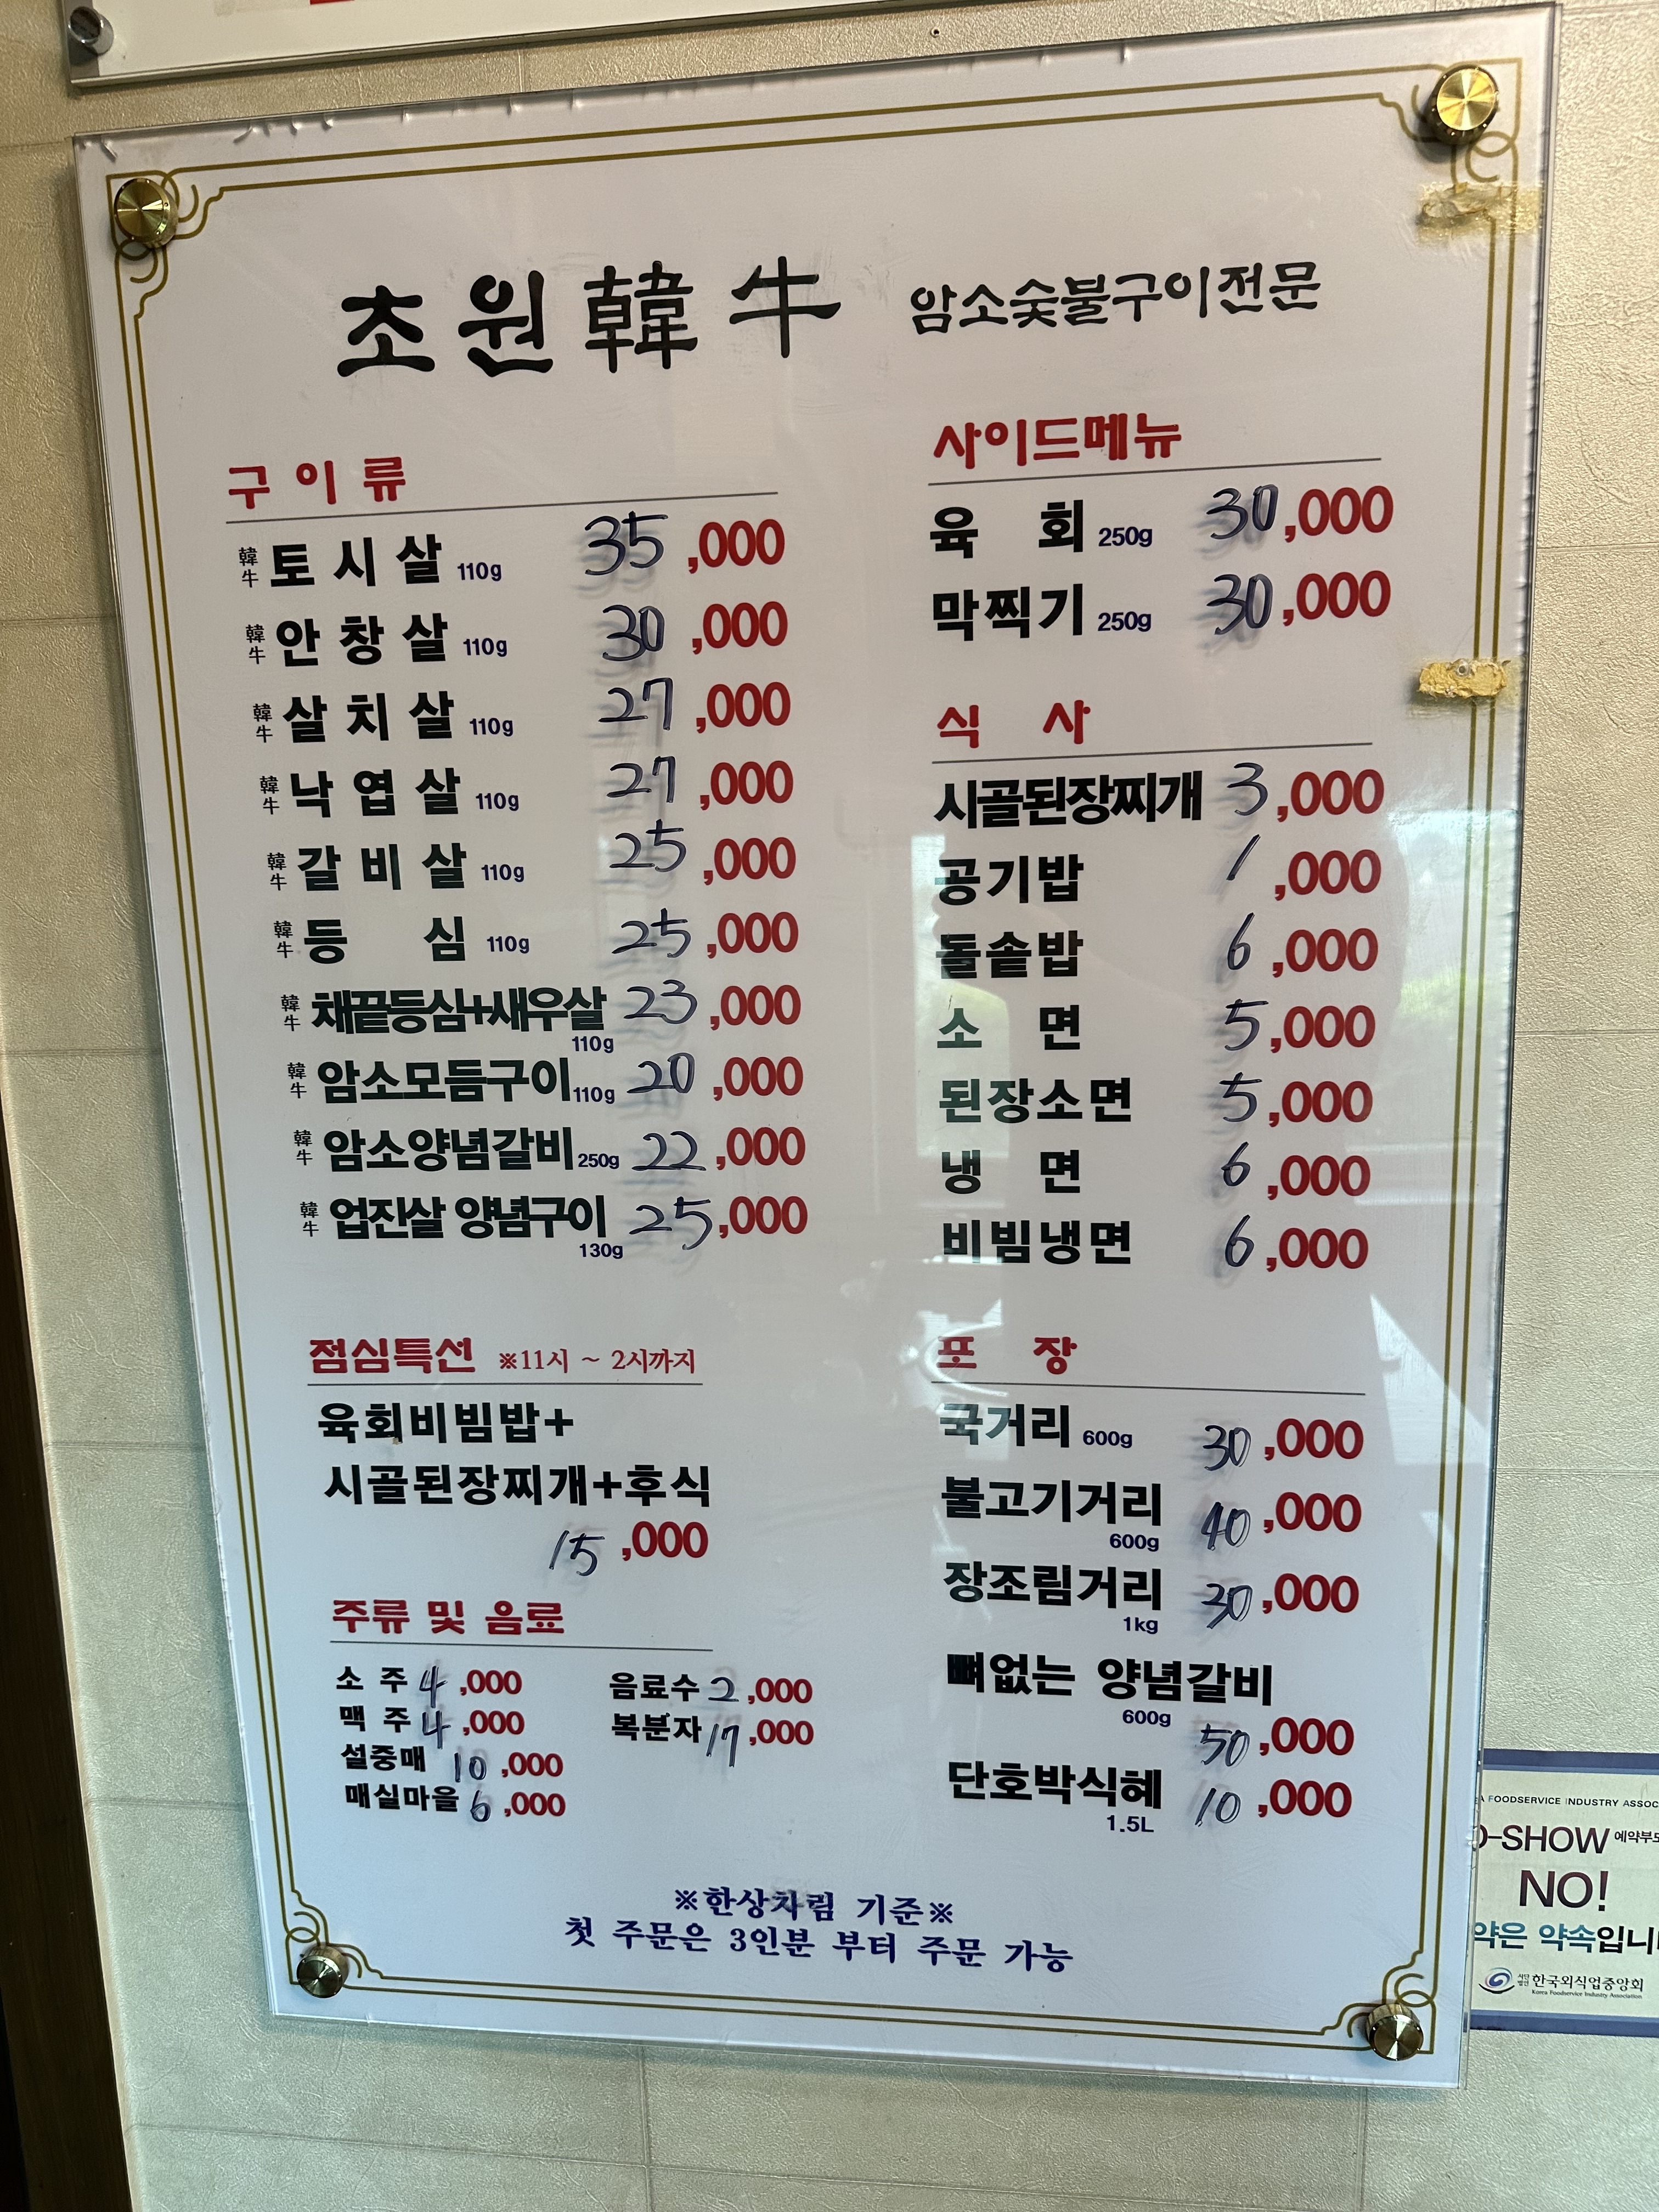 초원韓牛 암소숯불구이전문
구이류
韓牛 토시살 110g 35,000
韓牛 안창살 110g 30,000
韓牛 살치살 110g 27,000
韓牛 낙엽살 110g 27,000
韓牛 갈비살 110g 25,000
韓牛 등심 110g 25,000
韓牛 채끝등심+새우살 110g 23,000
韓牛 암소모듬구이 110g 20,000
韓牛 암소양념갈비 250g 22,000
韓牛 업진살 양념구이 130g 25,000
점심특선 ※11시 ~ 2시까지
육회비빔밥+
시골된장찌개+후식
15,000
주류 및 음료
소주 4,000
맥주 4,000
설중매 10,000
매실마을 6,000
음료수 2,000
복분자 17,000
사이드메뉴
육회 250g 30,000
막찍기 250g 30,000
식사
시골된장찌개 3,000
공기밥 1,000
돌솥밥 6,000
소면 5,000
된장소면 5,000
냉면 6,000
비빔냉면 6,000
포장
국거리 600g 30,000
불고기거리 600g 40,000
장조림거리 1kg 30,000
뼈없는 양념갈비
600g 50,000
단호박식혜 1.5L 10,000
※한상차림 기준※
첫 주문은 3인분 부터 주문 가능
FOODSERVICE INDUSTRY
-SHOW
NO!
약속입니
한국외식업중앙회
Korea Foodservice Industry Association